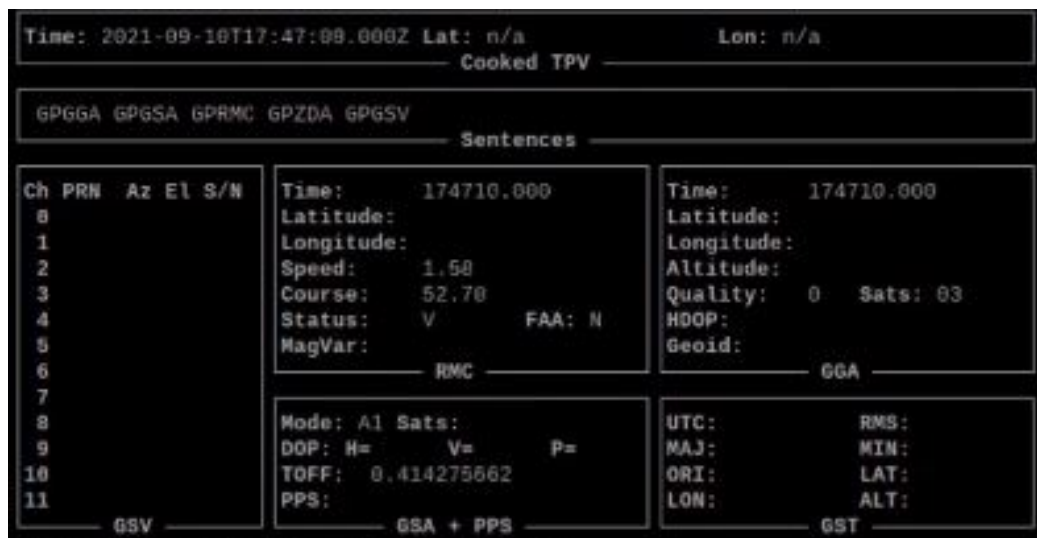 Time: 2021-09-10T17:47:09.000Z Lat: n/a Lon: n/a
Cooked TPV
GPGGA GPGSA GPRMC GPZDA GPGSV
Sentences
Ch PRN Az El S/N
0
1
2
3
4
5
6
7
8
9
10
11
GSV
Time: 174710.000
Latitude:
Longitude:
Speed: 1.58
Course: 52.70
Status: V FAA: N
MagVar:
RMC
Time: 174710.000
Latitude:
Longitude:
Altitude:
Quality: 0 Sats: 03
HDOP:
Geoid:
GGA
Mode: A1 Sats:
DOP: H= V= P=
TOFF: 0.414275662
PPS:
GSA + PPS
UTC: RMS:
MAJ: MIN:
ORI: LAT:
LON: ALT:
GST